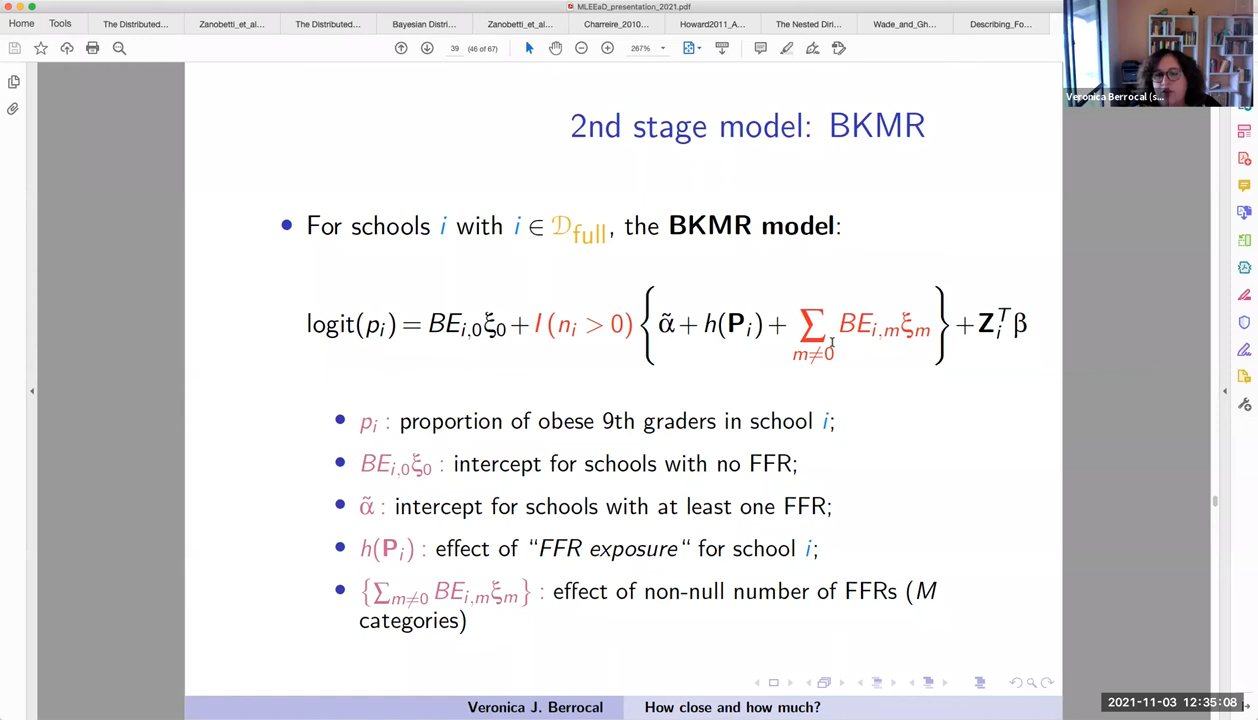 MLEEaD_presentation_2021.pdf
Home Tools The Distributed... Zanobetti_et_al... The Distributed... Bayesian Distri... Zanobetti_et_al... Charreire_2010... Howard2011_A... The Nested Diri... Wade_and_Gh... Describing_Fo...
39 (46 of 67) 267%
Veronica Berrocal (s...
2nd stage model: BKMR
For schools i with i ∈ 𝒟full, the BKMR model:
logit(pᵢ) = BEᵢ,₀ξ₀ + I(nᵢ > 0) { α̃ + h(Pᵢ) + ∑m≠0 BEi,mξm } + ZᵢᵀΒ
pᵢ : proportion of obese 9th graders in school i;
BEᵢ,₀ξ₀ : intercept for schools with no FFR;
α̃ : intercept for schools with at least one FFR;
h(Pᵢ) : effect of "FFR exposure" for school i;
{∑m≠0 BEi,mξm} : effect of non-null number of FFRs (M
categories)
Veronica J. Berrocal How close and how much?
2021-11-03 12:35:08